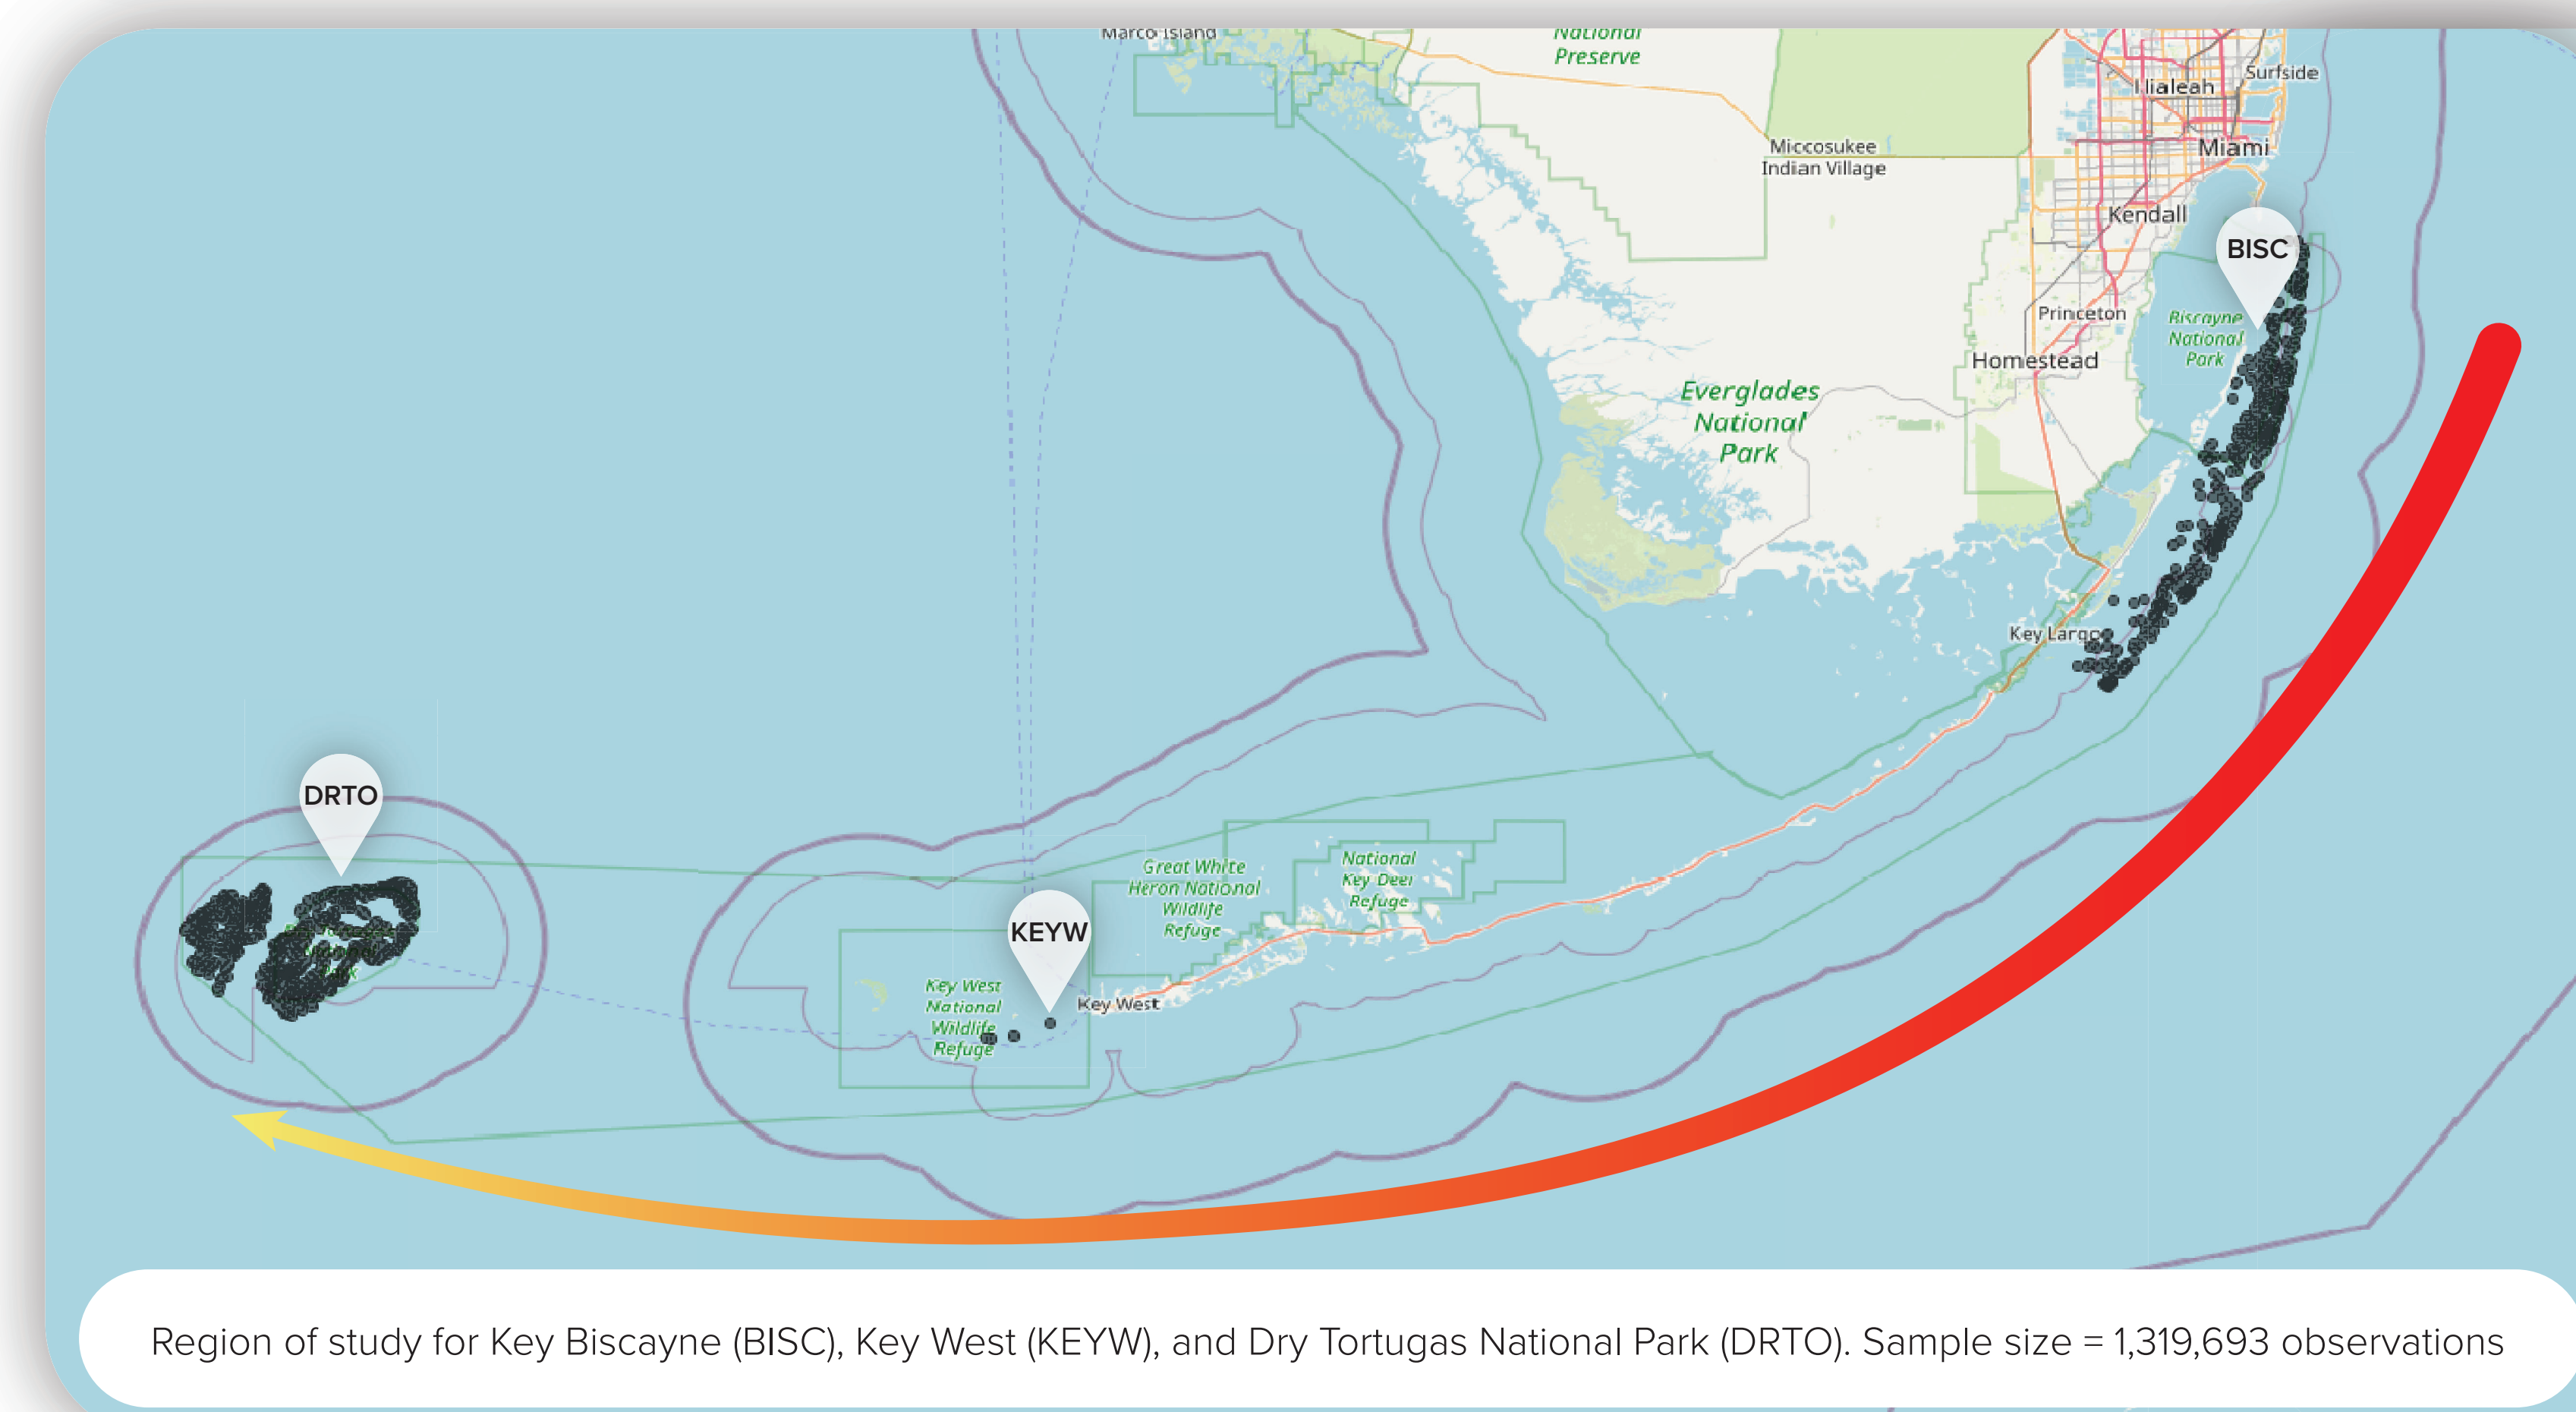 Marco Island
National
Preserve
Surfside
Hialeah
Miami
Miccosukee
Indian Village
Kendall
BISC
Princeton
Biscayne
National
Park
Homestead
Everglades
National
Park
Key Largo
DRTO
Great White
Heron National
Wildlife
Refuge
National
Key Deer
Refuge
KEYW
Key West
National
Wildlife
Refuge
Key West
Region of study for Key Biscayne (BISC), Key West (KEYW), and Dry Tortugas National Park (DRTO). Sample size = 1,319,693 observations